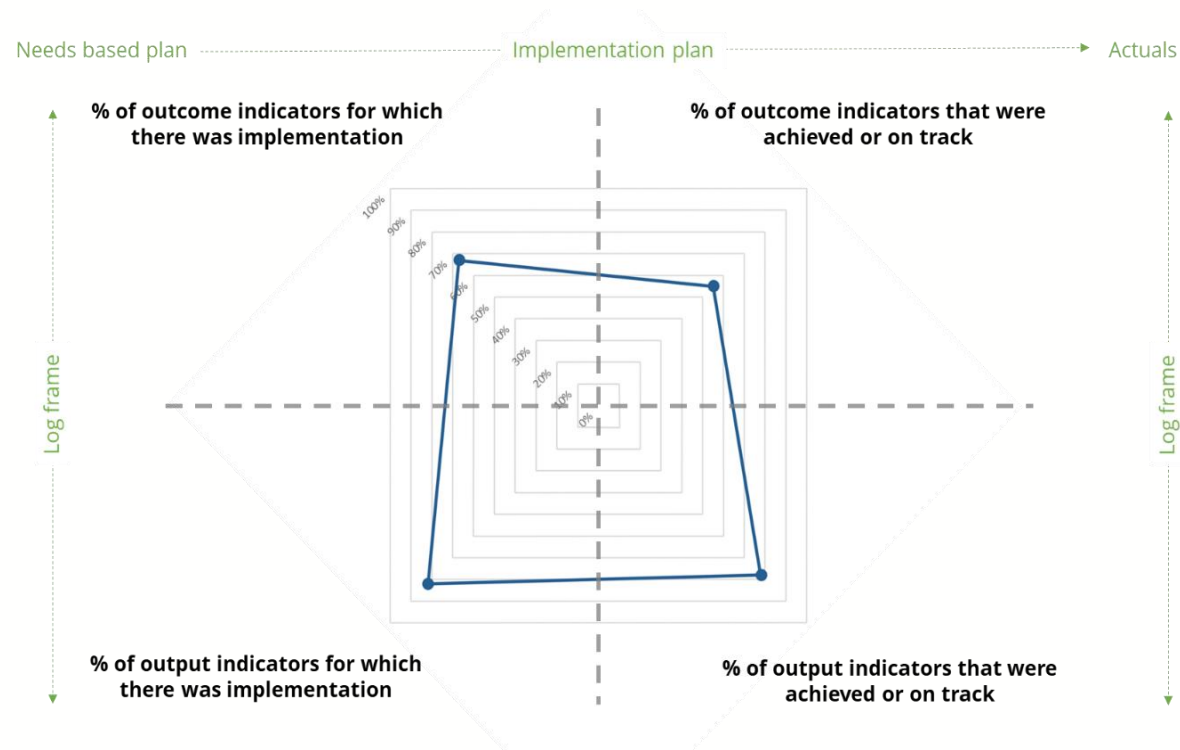 Needs based plan
Implementation plan
Actuals
% of outcome indicators for which
there was implementation
% of outcome indicators that were
achieved or on track
100%
90%
80%
70%
60%
50%
40%
30%
20%
10%
0%
Log frame
Log frame
% of output indicators for which
there was implementation
% of output indicators that were
achieved or on track